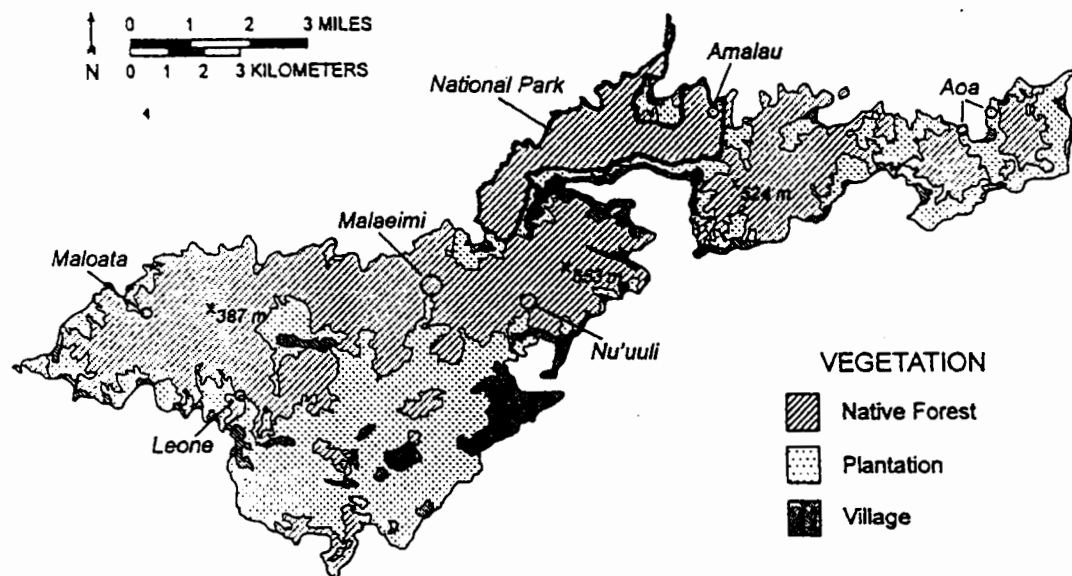 0 1 2 3 MILES
N
0 1 2 3 KILOMETERS
National Park
Amalau
Aoa
524 m
Malaeimi
Maloata
387 m
653 m
Nu'uuli
Leone
VEGETATION
Native Forest
Plantation
Village